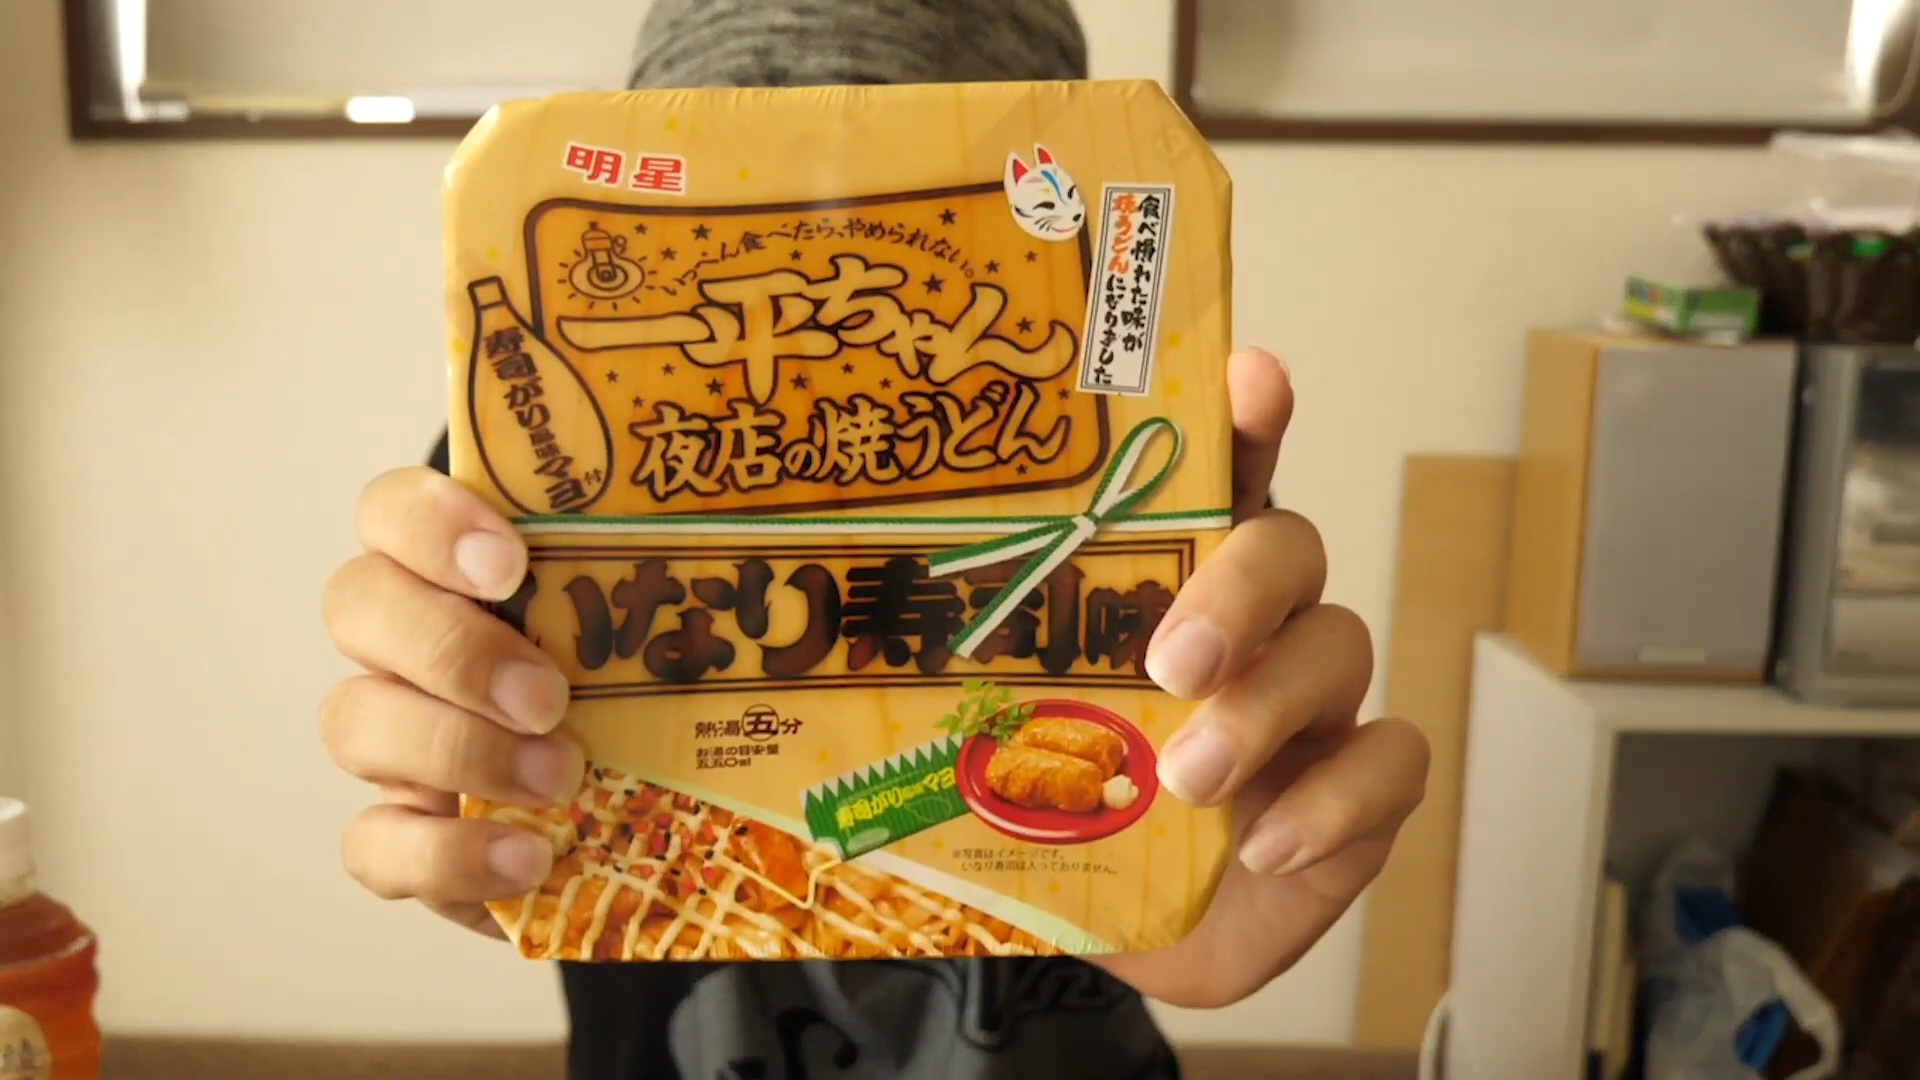 明星
いっぺん食べたら、やめられない。
一平ちゃん
夜店の焼うどん
食べ慣れた味が
焼うどんになりました
寿司がり風味マヨ付
いなり寿司味
熱湯五分
お湯の目安量
五五〇ml
寿司がり風味マヨ
※写真はイメージです。
いなり寿司は入っておりません。